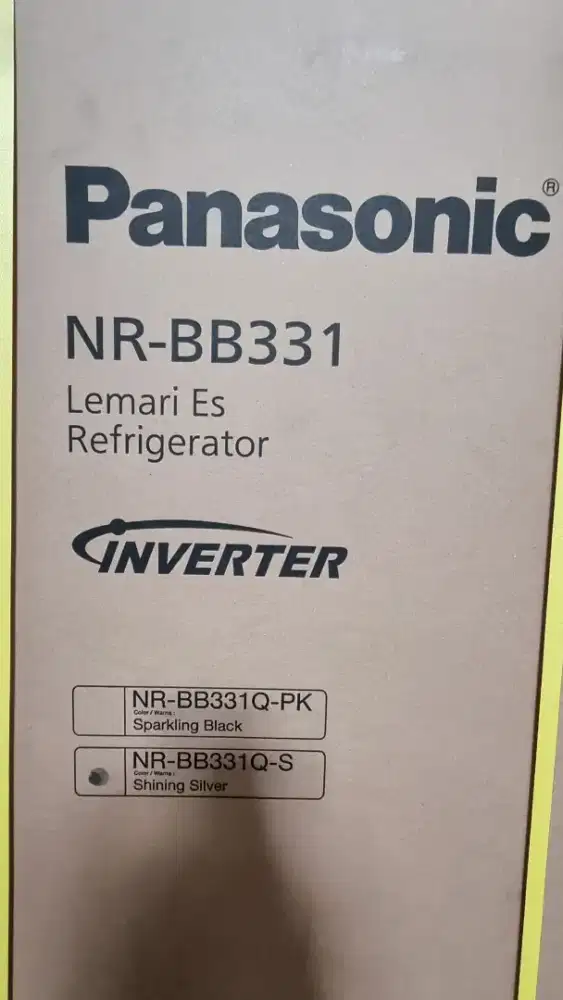 Panasonic®
NR-BB331
Lemari Es
Refrigerator
INVERTER
NR-BB331Q-PK
Color / Warna :
Sparkling Black
NR-BB331Q-S
Color / Warna :
Shining Silver